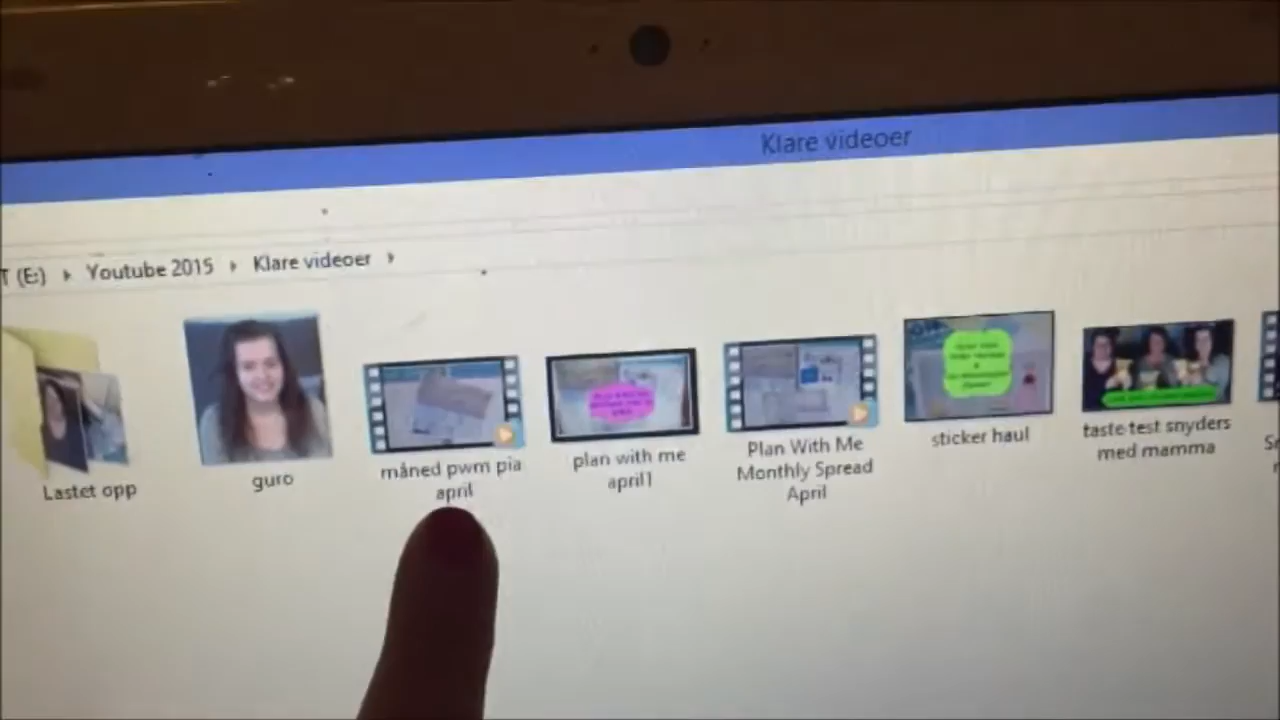 Klare videoer
T (E:) Youtube 2015 Klare videoer
Lastet opp
guro
måned pwm pia
april
plan with me
april1
Plan With Me
Monthly Spread
April
sticker haul
taste test snyders
med mamma